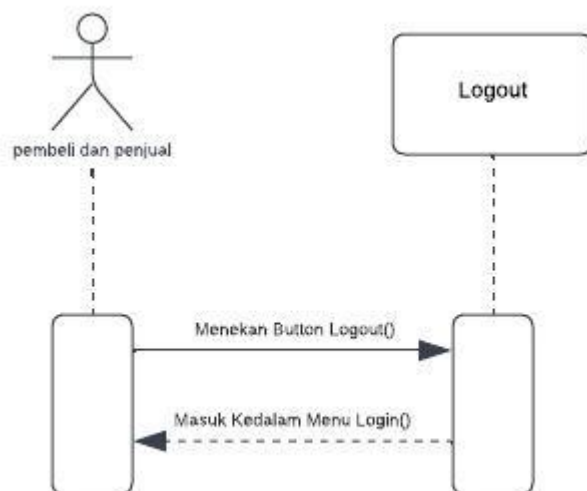 Logout
pembeli dan penjual
Menekan Button Logout()
Masuk Kedalam Menu Login()